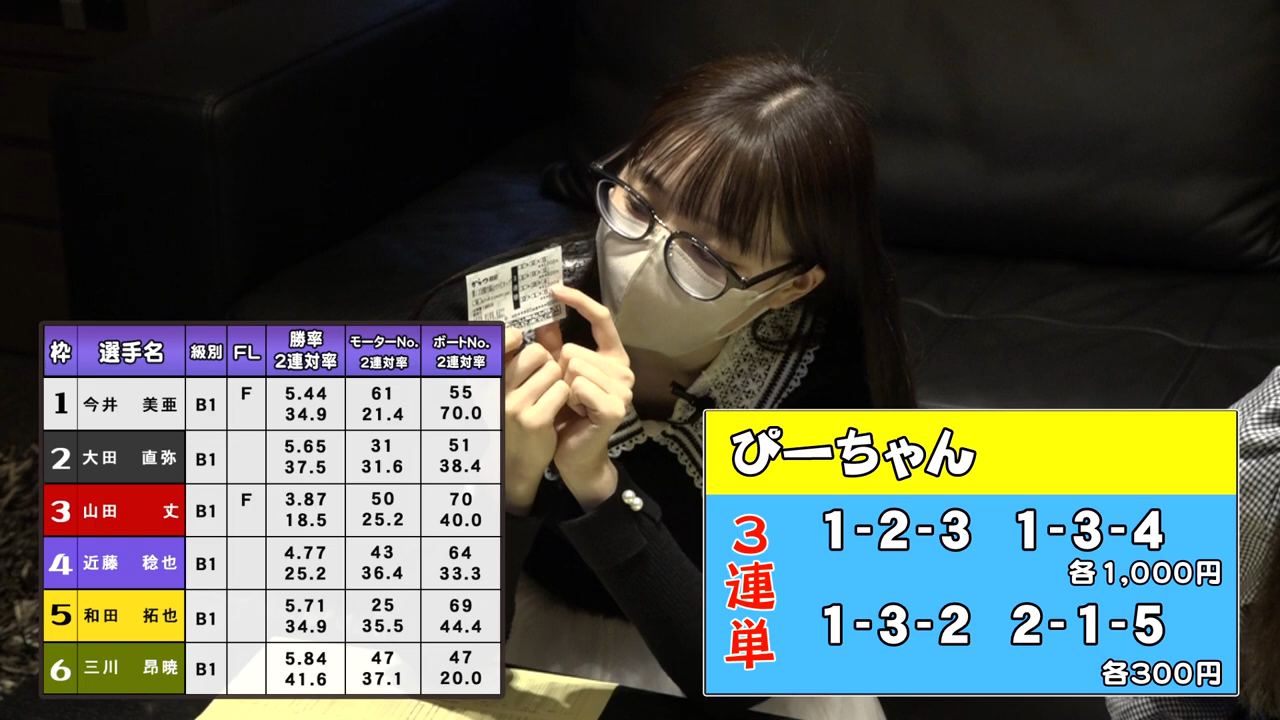 枠 選手名 級別 FL 勝率 2連対率 モーターNo. 2連対率 ボートNo. 2連対率
1 今井 美亜 B1 F 5.44 34.9 61 21.4 55 70.0
2 大田 直弥 B1 5.65 37.5 31 31.6 51 38.4
3 山田 丈 B1 F 3.87 18.5 50 25.2 70 40.0
4 近藤 稔也 B1 4.77 25.2 43 36.4 64 33.3
5 和田 拓也 B1 5.71 34.9 25 35.5 69 44.4
6 三川 昂暁 B1 5.84 41.6 47 37.1 47 20.0
ぴーちゃん
3連単
1-2-3 1-3-4
各1,000円
1-3-2 2-1-5
各300円